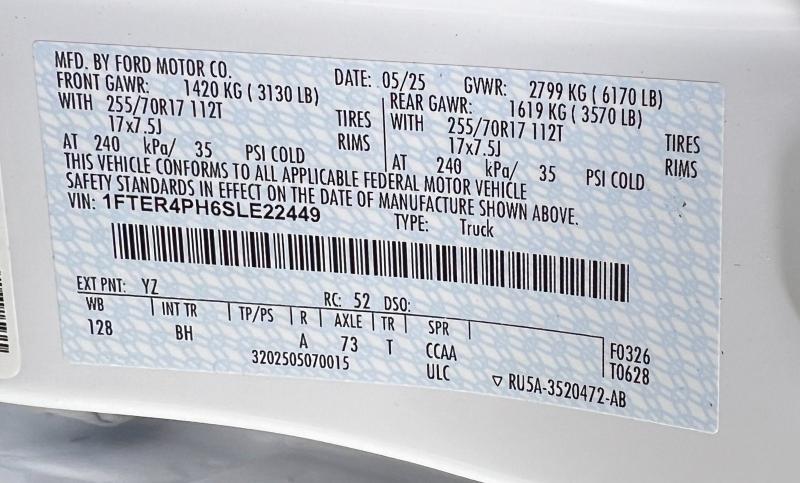 MFD. BY FORD MOTOR CO. DATE: 05/25 GVWR: 2799 KG ( 6170 LB)
FRONT GAWR: 1420 KG ( 3130 LB) REAR GAWR: 1619 KG ( 3570 LB)
WITH 255/70R17 112T TIRES WITH 255/70R17 112T TIRES
17x7.5J RIMS 17x7.5J RIMS
AT 240 kPa/ 35 PSI COLD AT 240 kPa/ 35 PSI COLD
THIS VEHICLE CONFORMS TO ALL APPLICABLE FEDERAL MOTOR VEHICLE
SAFETY STANDARDS IN EFFECT ON THE DATE OF MANUFACTURE SHOWN ABOVE.
VIN: 1FTER4PH6SLE22449 TYPE: Truck
EXT PNT: YZ RC: 52 DSO:
WB INT TR TP/PS R AXLE TR SPR
128 BH A 73 T CCAA F0326
3202505070015 ULC T0628
RU5A-3520472-AB